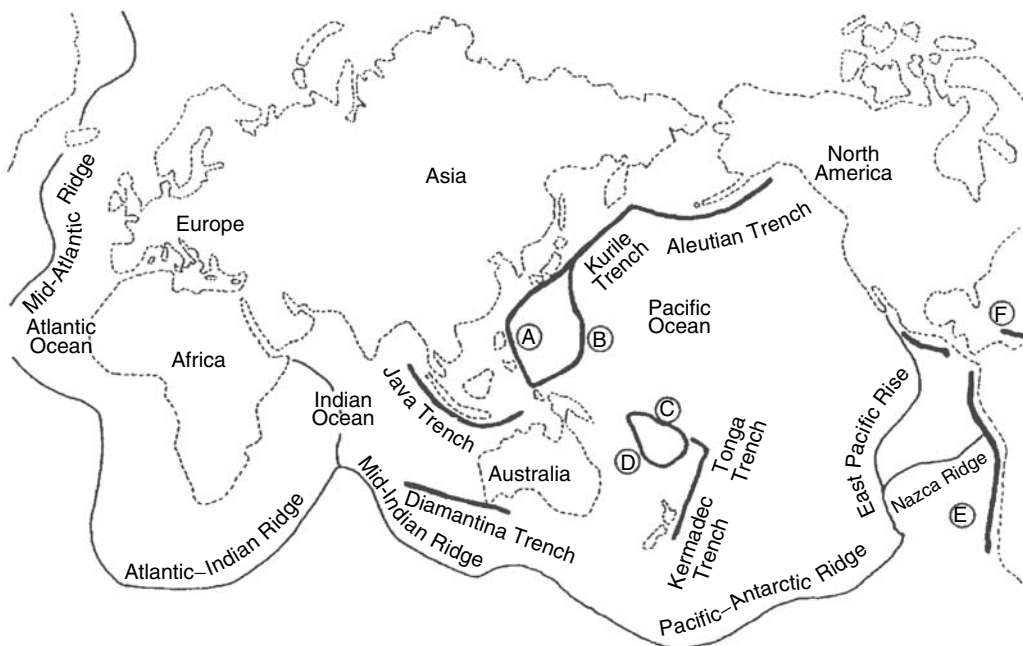 Asia
North
America
Europe
Mid-Atlantic Ridge
Kurile
Trench
Aleutian Trench
Pacific
Ocean
Atlantic
Ocean
Africa
A
B
F
Java Trench
Indian
Ocean
East Pacific Rise
C
D
Tonga
Trench
Australia
Nazca Ridge
E
Mid-Indian Ridge
Diamantina Trench
Kermadec
Trench
Atlantic–Indian Ridge
Pacific–Antarctic Ridge